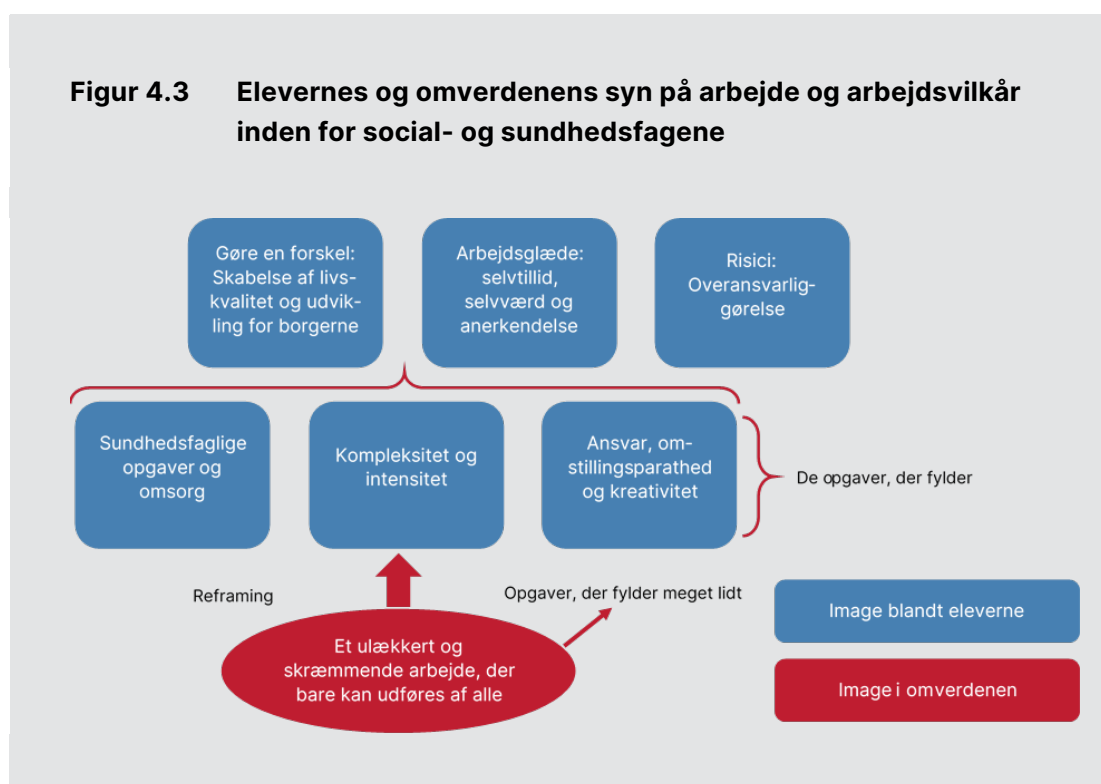 Figur 4.3 Elevernes og omverdenens syn på arbejde og arbejdsvilkår
inden for social- og sundhedsfagene
Gøre en forskel:
Skabelse af livs-
kvalitet og udvik-
ling for borgerne
Arbejdsglæde:
selvtillid,
selvværd og
anerkendelse
Risici:
Overansvarlig-
gørelse
Sundhedsfaglige
opgaver og
omsorg
Kompleksitet og
intensitet
Ansvar, om-
stillingsparathed
og kreativitet
De opgaver, der fylder
Reframing
Opgaver, der fylder meget lidt
Et ulækkert og
skræmmende arbejde, der
bare kan udføres af alle
Image blandt eleverne
Image i omverdenen